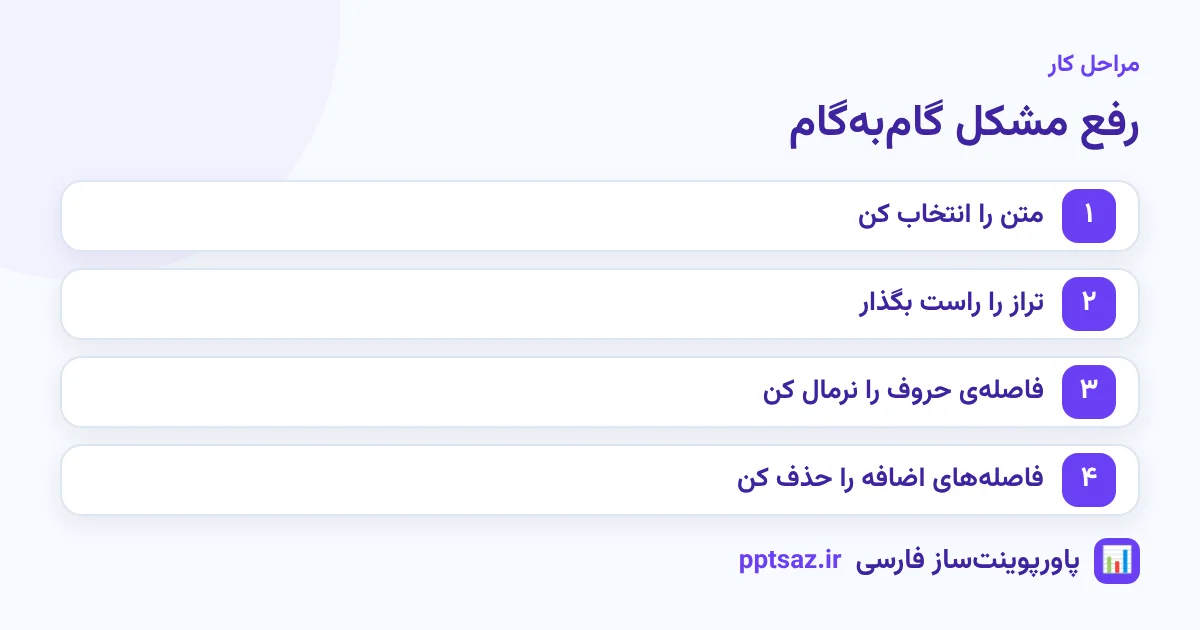 مراحل کار
رفع مشکل گام‌به‌گام
۱ متن را انتخاب کن
۲ تراز را راست بگذار
۳ فاصله‌ی حروف را نرمال کن
۴ فاصله‌های اضافه را حذف کن
پاورپوینت‌ساز فارسی pptsaz.ir